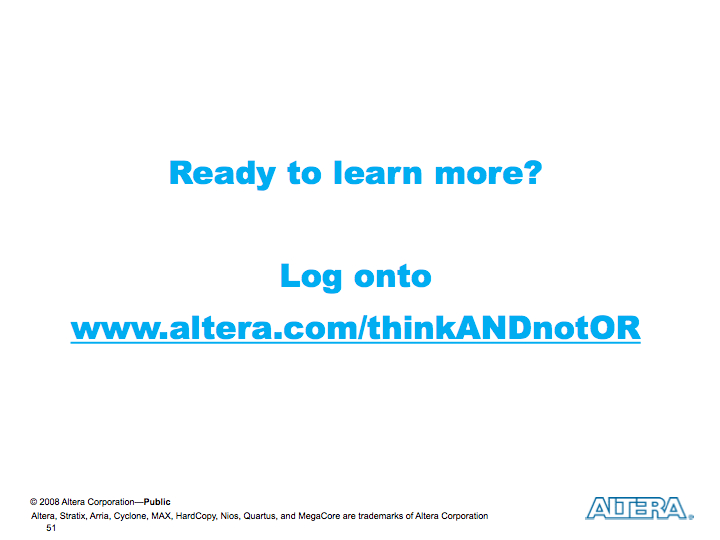 Ready to learn more?
Log onto
www.altera.com/thinkANDnotOR
© 2008 Altera Corporation—Public
Altera, Stratix, Arria, Cyclone, MAX, HardCopy, Nios, Quartus, and MegaCore are trademarks of Altera Corporation
51
ALTERA®